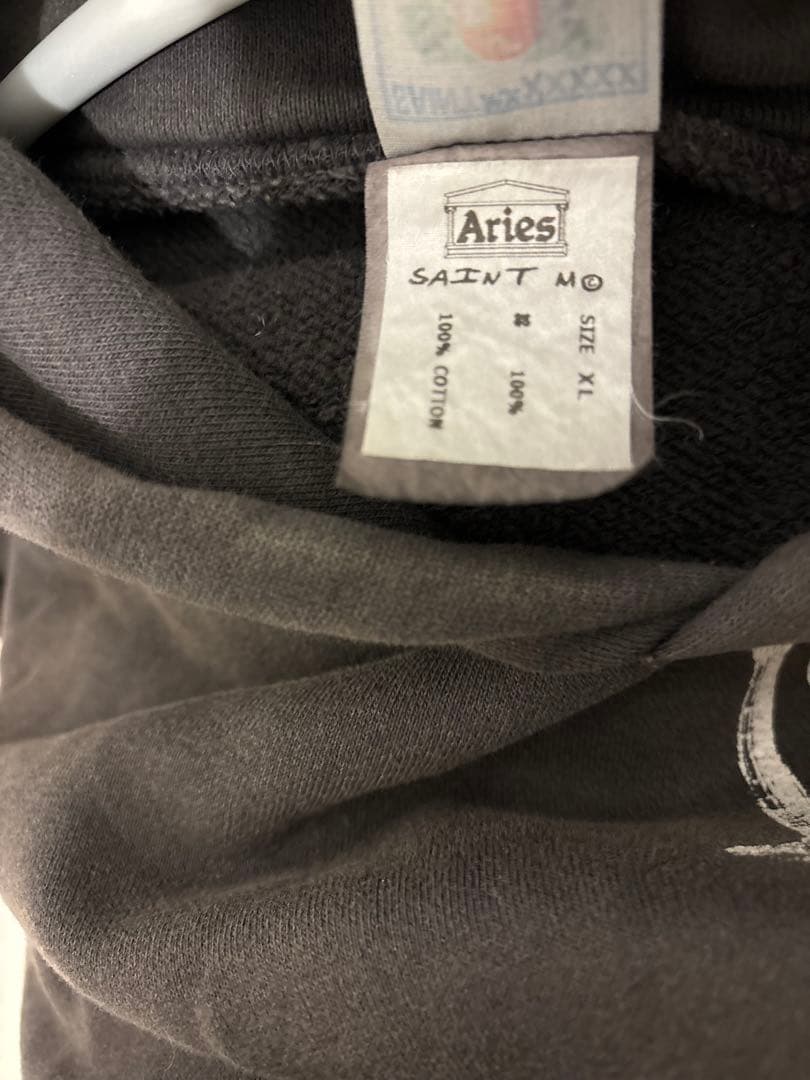 Aries
SAINT M©
SIZE XL
100%
100% COTTON